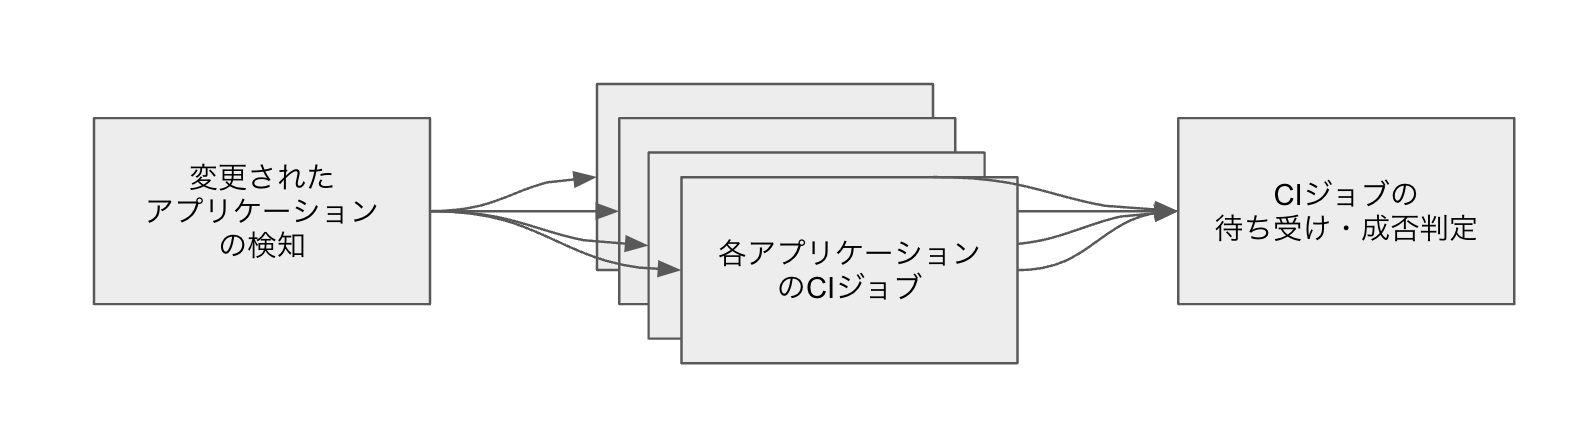 変更された
アプリケーション
の検知
各アプリケーション
のCIジョブ
CIジョブの
待ち受け・成否判定